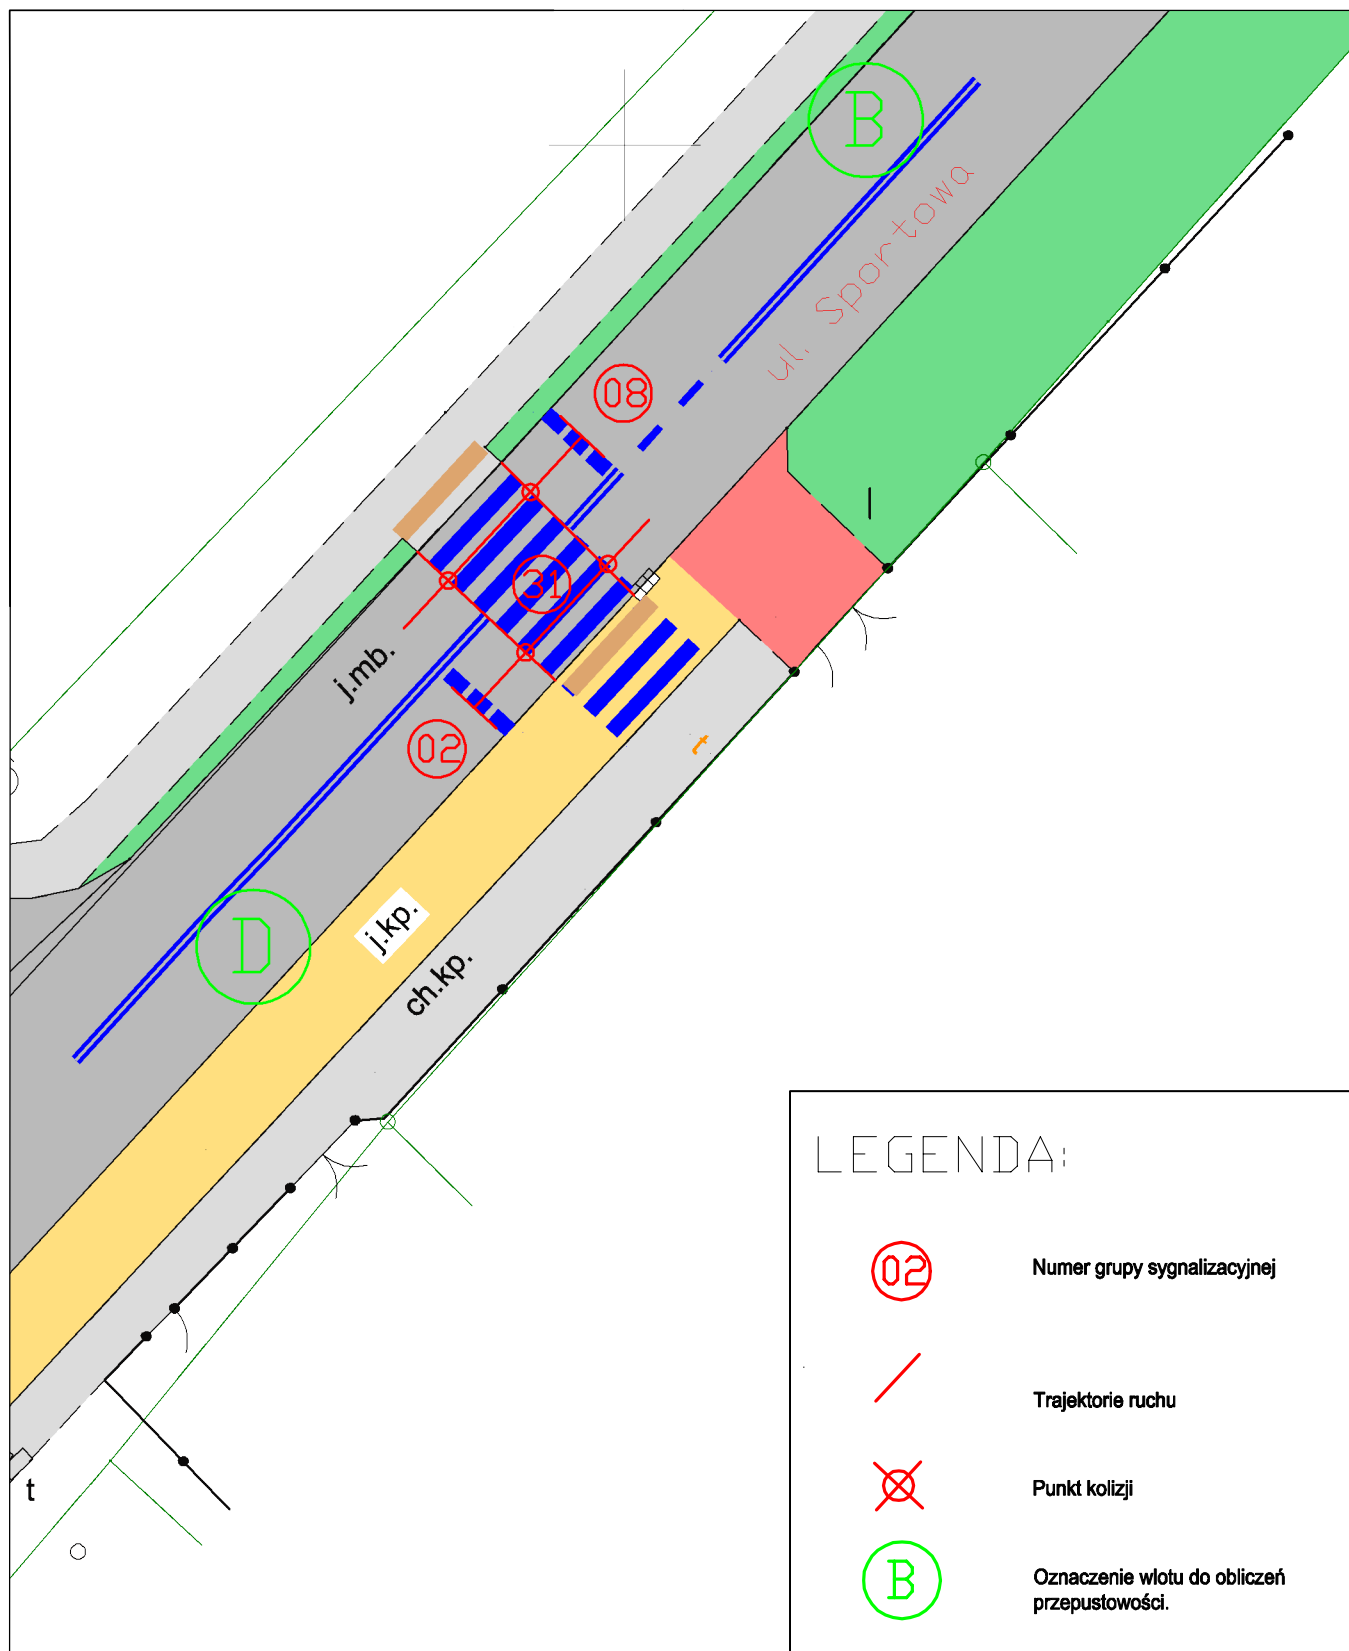 B
ul. Sportowa
08
31
j.mb.
02
t
D
j.kp.
ch.kp.
t
LEGENDA:
02 Numer grupy sygnalizacyjnej
Trajektorie ruchu
Punkt kolizji
B Oznaczenie wlotu do obliczeń
przepustowości.